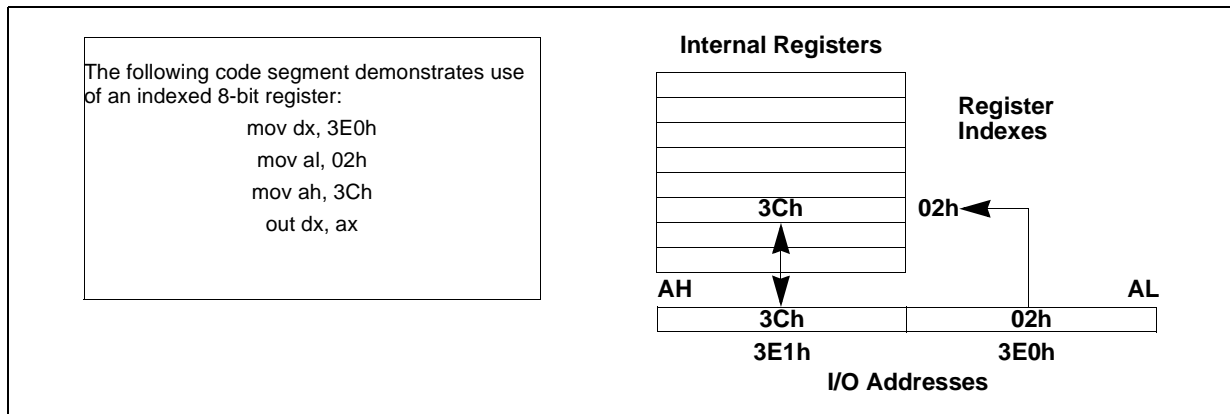 The following code segment demonstrates use
of an indexed 8-bit register:
mov dx, 3E0h
mov al, 02h
mov ah, 3Ch
out dx, ax
Internal Registers
Register
Indexes
3Ch
02h
AH
AL
3Ch
02h
3E1h
3E0h
I/O Addresses